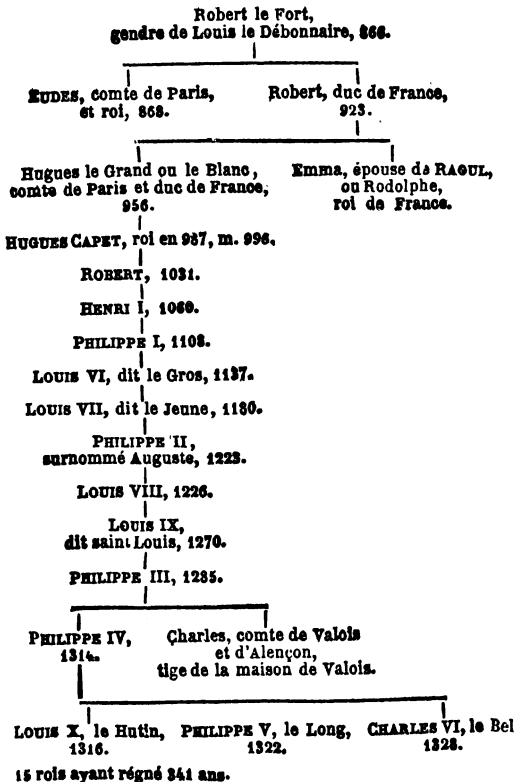 Robert le Fort,
gendre de Louis le Débonnaire, 866.
EUDES, comte de Paris,
et roi, 868.
Robert, duc de France,
923.
Hugues le Grand ou le Blanc,
comte de Paris et duc de France,
956.
Emma, épouse de RAOUL,
ou Rodolphe,
roi de France.
HUGUES CAPET, roi en 987, m. 996.
ROBERT, 1031.
HENRI I, 1060.
PHILIPPE I, 1108.
LOUIS VI, dit le Gros, 1137.
LOUIS VII, dit le Jeune, 1180.
PHILIPPE II,
surnommé Auguste, 1223.
LOUIS VIII, 1226.
LOUIS IX,
dit saint Louis, 1270.
PHILIPPE III, 1285.
PHILIPPE IV,
1314.
Charles, comte de Valois
et d'Alençon,
tige de la maison de Valois.
LOUIS X, le Hutin,
1316.
PHILIPPE V, le Long,
1322.
CHARLES VI, le Bel
1328.
15 rois ayant régné 341 ans.